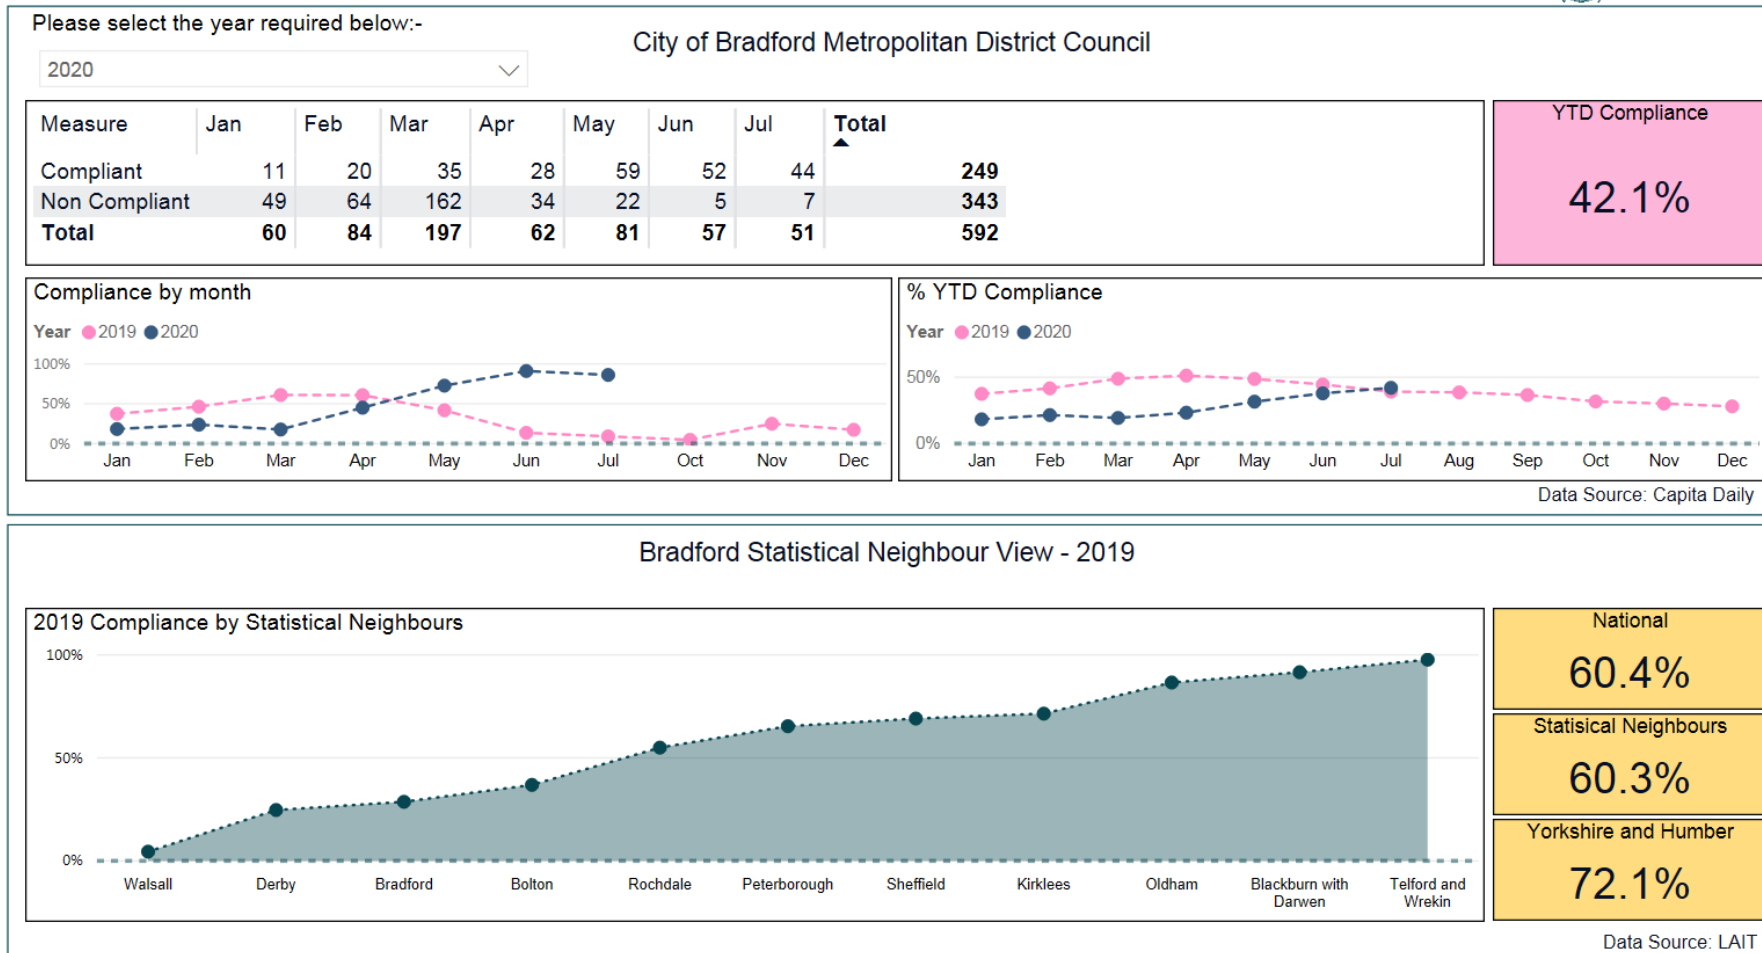 Please select the year required below:-
City of Bradford Metropolitan District Council
2020
Measure Jan Feb Mar Apr May Jun Jul Total
Compliant 11 20 35 28 59 52 44 249
Non Compliant 49 64 162 34 22 5 7 343
Total 60 84 197 62 81 57 51 592
YTD Compliance
42.1%
Compliance by month
Year 2019 2020
100%
50%
0%
Jan Feb Mar Apr May Jun Jul Oct Nov Dec
% YTD Compliance
Year 2019 2020
50%
0%
Jan Feb Mar Apr May Jun Jul Aug Sep Oct Nov Dec
Data Source: Capita Daily
Bradford Statistical Neighbour View - 2019
2019 Compliance by Statistical Neighbours
100%
50%
0%
Walsall Derby Bradford Bolton Rochdale Peterborough Sheffield Kirklees Oldham Blackburn with Darwen Telford and Wrekin
National
60.4%
Statisical Neighbours
60.3%
Yorkshire and Humber
72.1%
Data Source: LAIT